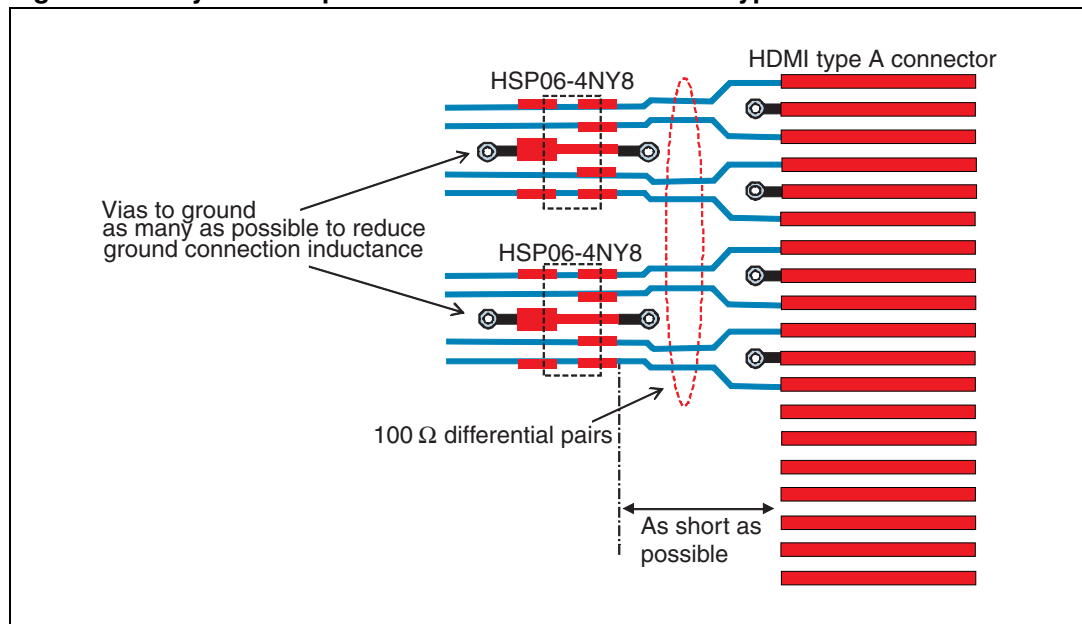 HDMI type A connector
HSP06-4NY8
Vias to ground
as many as possible to reduce
ground connection inductance
HSP06-4NY8
100 Ω differential pairs
As short as
possible